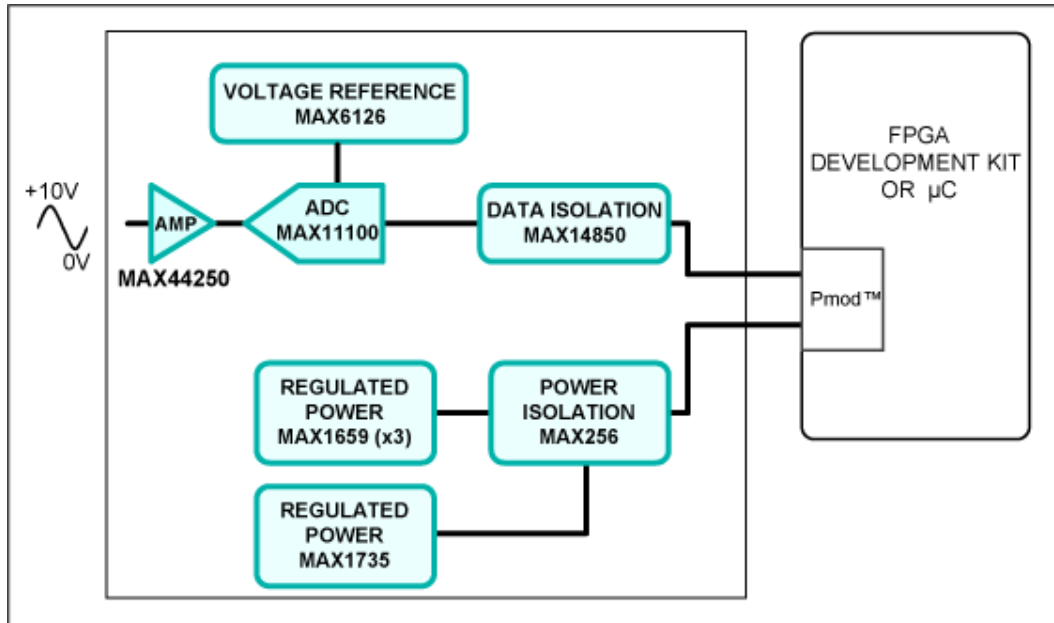 VOLTAGE REFERENCE
MAX6126
+10V
0V
AMP
MAX44250
ADC
MAX11100
DATA ISOLATION
MAX14850
REGULATED
POWER
MAX1659 (x3)
POWER
ISOLATION
MAX256
REGULATED
POWER
MAX1735
FPGA
DEVELOPMENT KIT
OR µC
Pmod™